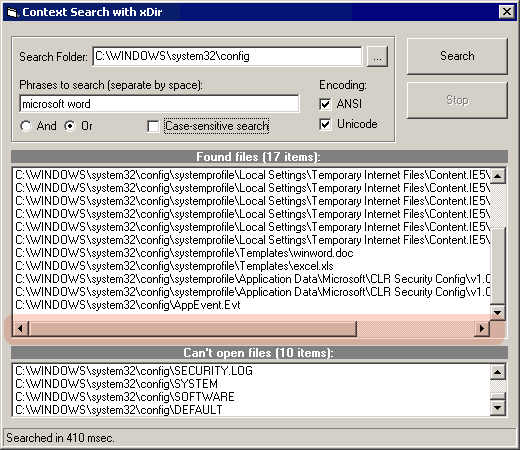 Context Search with xDir
Search Folder: C:\WINDOWS\system32\config ... Search
Phrases to search (separate by space): Encoding:
microsoft word ANSI Stop
And Or Case-sensitive search Unicode
Found files (17 items):
C:\WINDOWS\system32\config\systemprofile\Local Settings\Temporary Internet Files\Content.IE5\
C:\WINDOWS\system32\config\systemprofile\Local Settings\Temporary Internet Files\Content.IE5\
C:\WINDOWS\system32\config\systemprofile\Local Settings\Temporary Internet Files\Content.IE5\
C:\WINDOWS\system32\config\systemprofile\Local Settings\Temporary Internet Files\Content.IE5\
C:\WINDOWS\system32\config\systemprofile\Local Settings\Temporary Internet Files\Content.IE5\
C:\WINDOWS\system32\config\systemprofile\Local Settings\Temporary Internet Files\Content.IE5\
C:\WINDOWS\system32\config\systemprofile\Templates\winword.doc
C:\WINDOWS\system32\config\systemprofile\Templates\excel.xls
C:\WINDOWS\system32\config\systemprofile\Application Data\Microsoft\CLR Security Config\v1.0
C:\WINDOWS\system32\config\systemprofile\Application Data\Microsoft\CLR Security Config\v1.0
C:\WINDOWS\system32\config\AppEvent.Evt
Can't open files (10 items):
C:\WINDOWS\system32\config\SECURITY.LOG
C:\WINDOWS\system32\config\SYSTEM
C:\WINDOWS\system32\config\SOFTWARE
C:\WINDOWS\system32\config\DEFAULT
Searched in 410 msec.